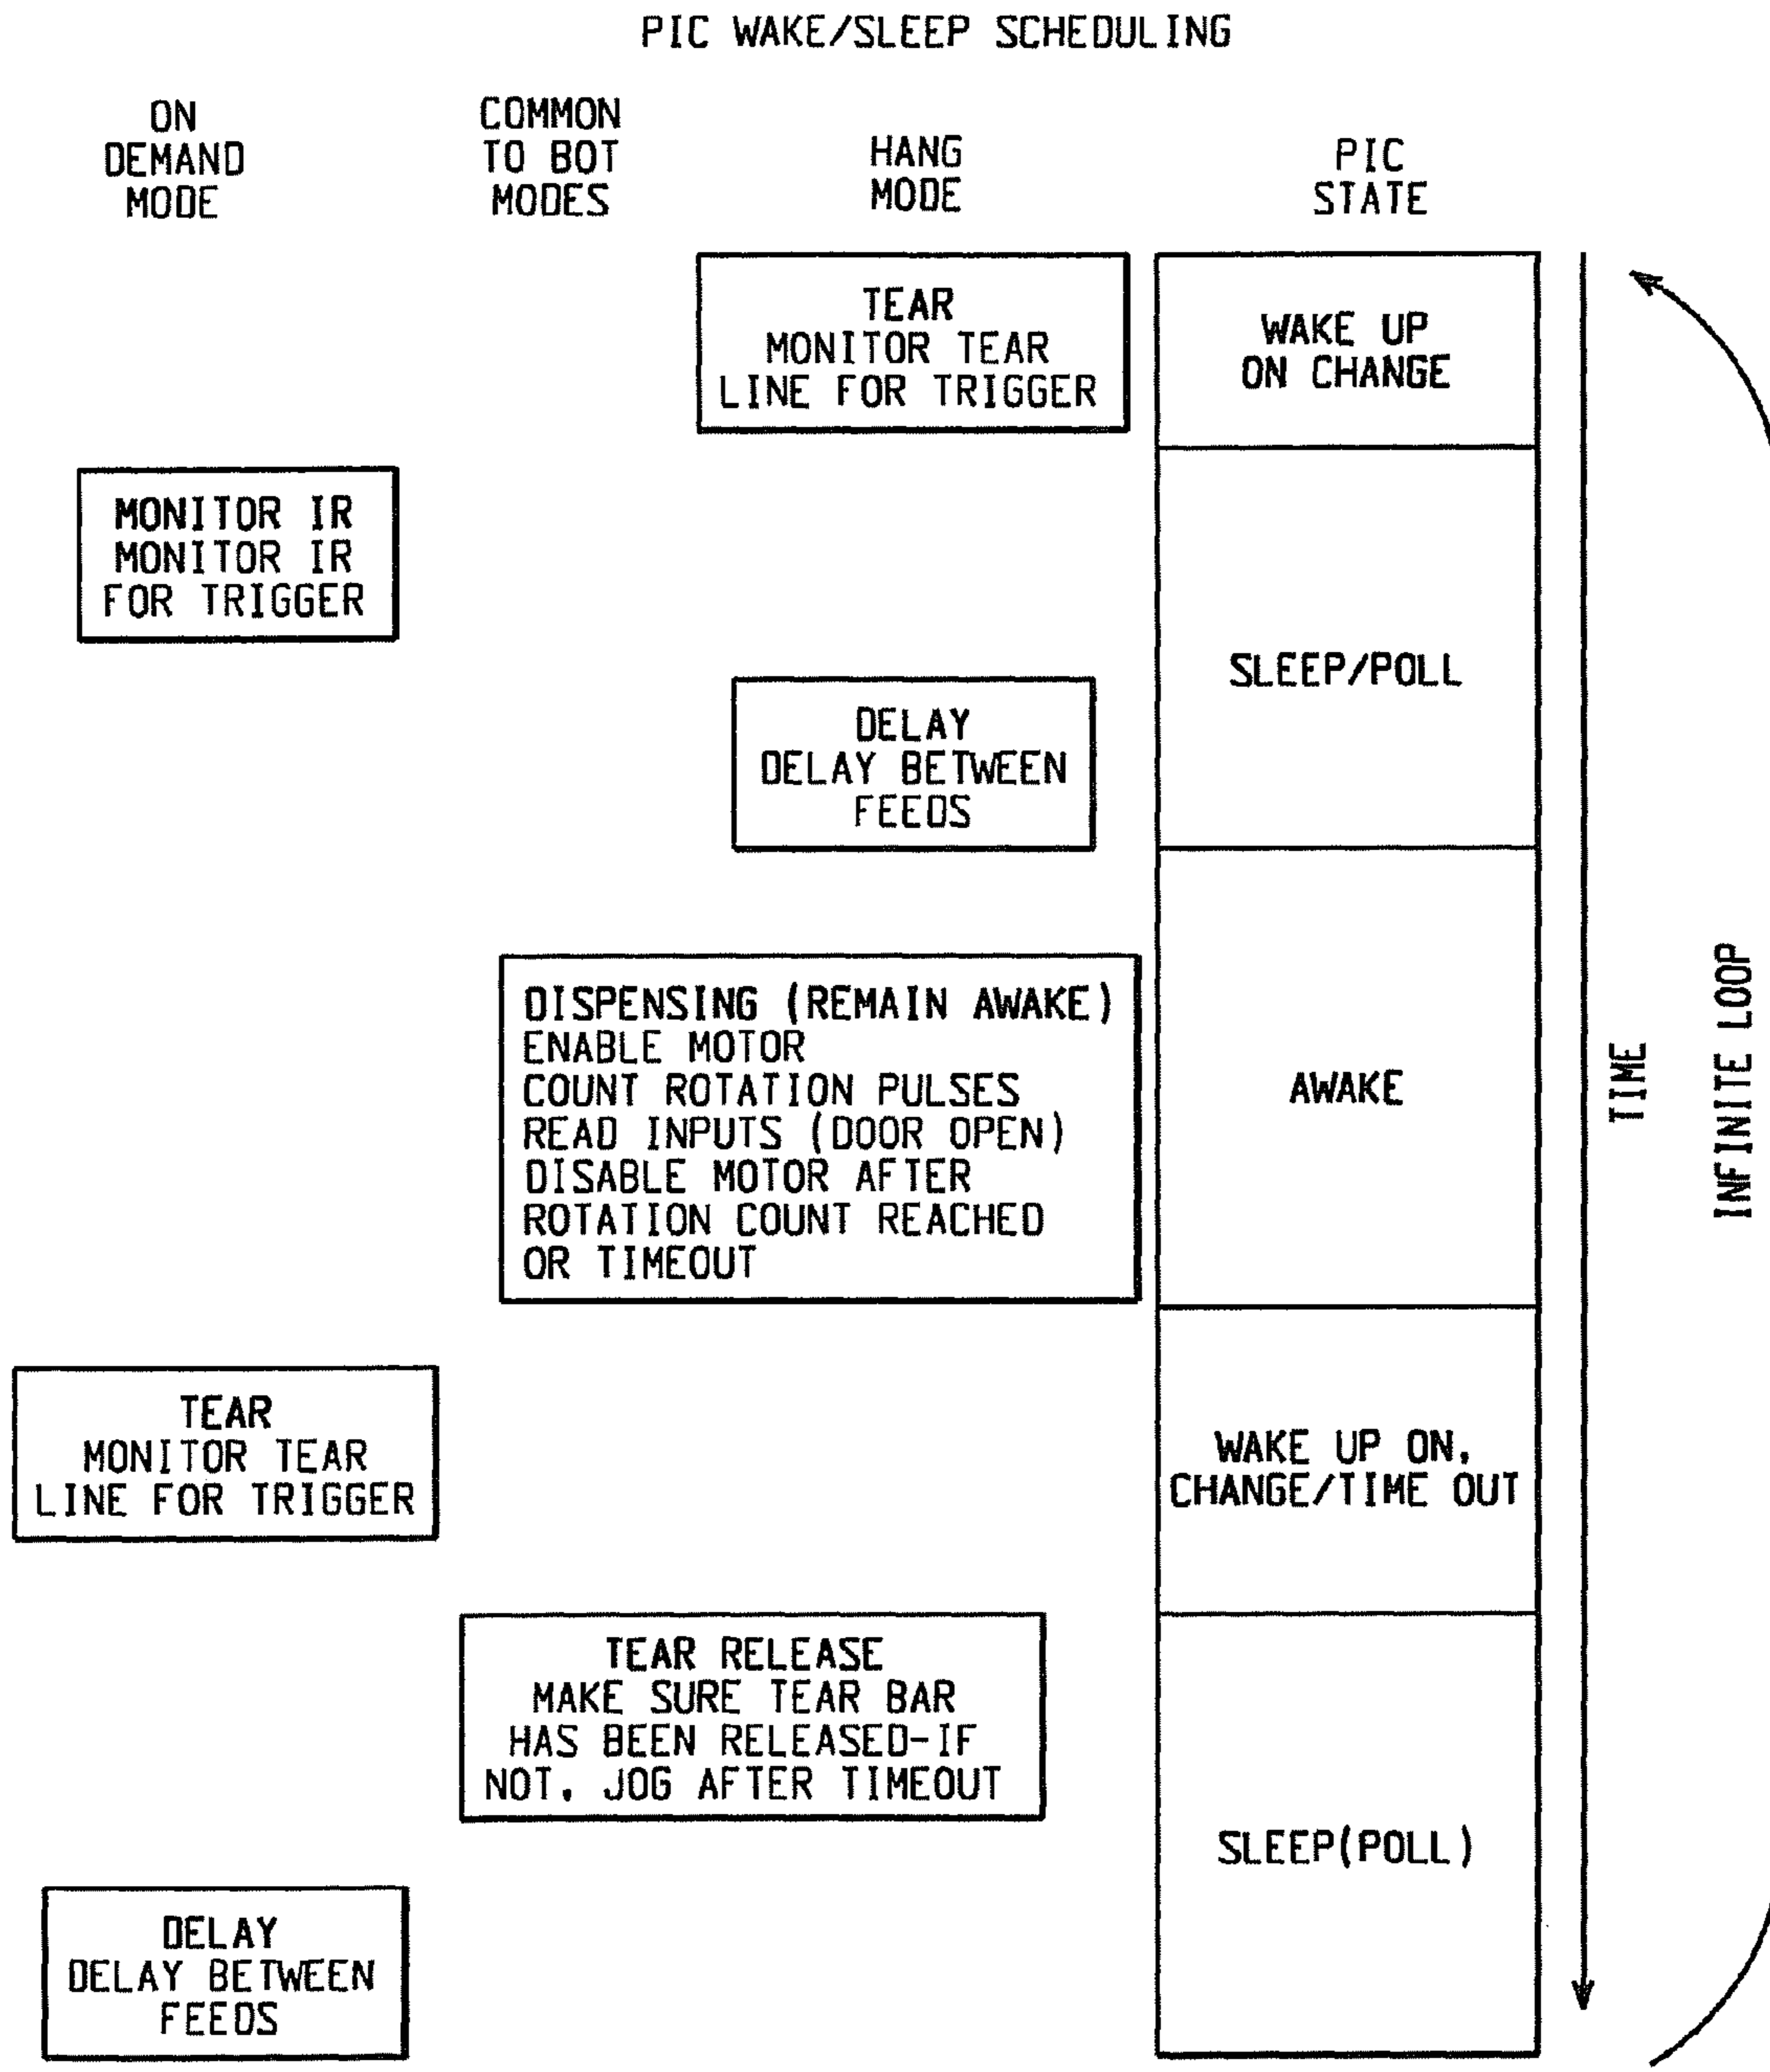 PIC WAKE/SLEEP SCHEDULING
ON
DEMAND
MODE
COMMON
TO BOT
MODES
HANG
MODE
PIC
STATE
TEAR
MONITOR TEAR
LINE FOR TRIGGER
WAKE UP
ON CHANGE
MONITOR IR
MONITOR IR
FOR TRIGGER
SLEEP/POLL
DELAY
DELAY BETWEEN
FEEDS
DISPENSING (REMAIN AWAKE)
ENABLE MOTOR
COUNT ROTATION PULSES
READ INPUTS (DOOR OPEN)
DISABLE MOTOR AFTER
ROTATION COUNT REACHED
OR TIMEOUT
AWAKE
TIME
INFINITE LOOP
TEAR
MONITOR TEAR
LINE FOR TRIGGER
WAKE UP ON,
CHANGE/TIME OUT
TEAR RELEASE
MAKE SURE TEAR BAR
HAS BEEN RELEASED-IF
NOT, JOG AFTER TIMEOUT
SLEEP(POLL)
DELAY
DELAY BETWEEN
FEEDS